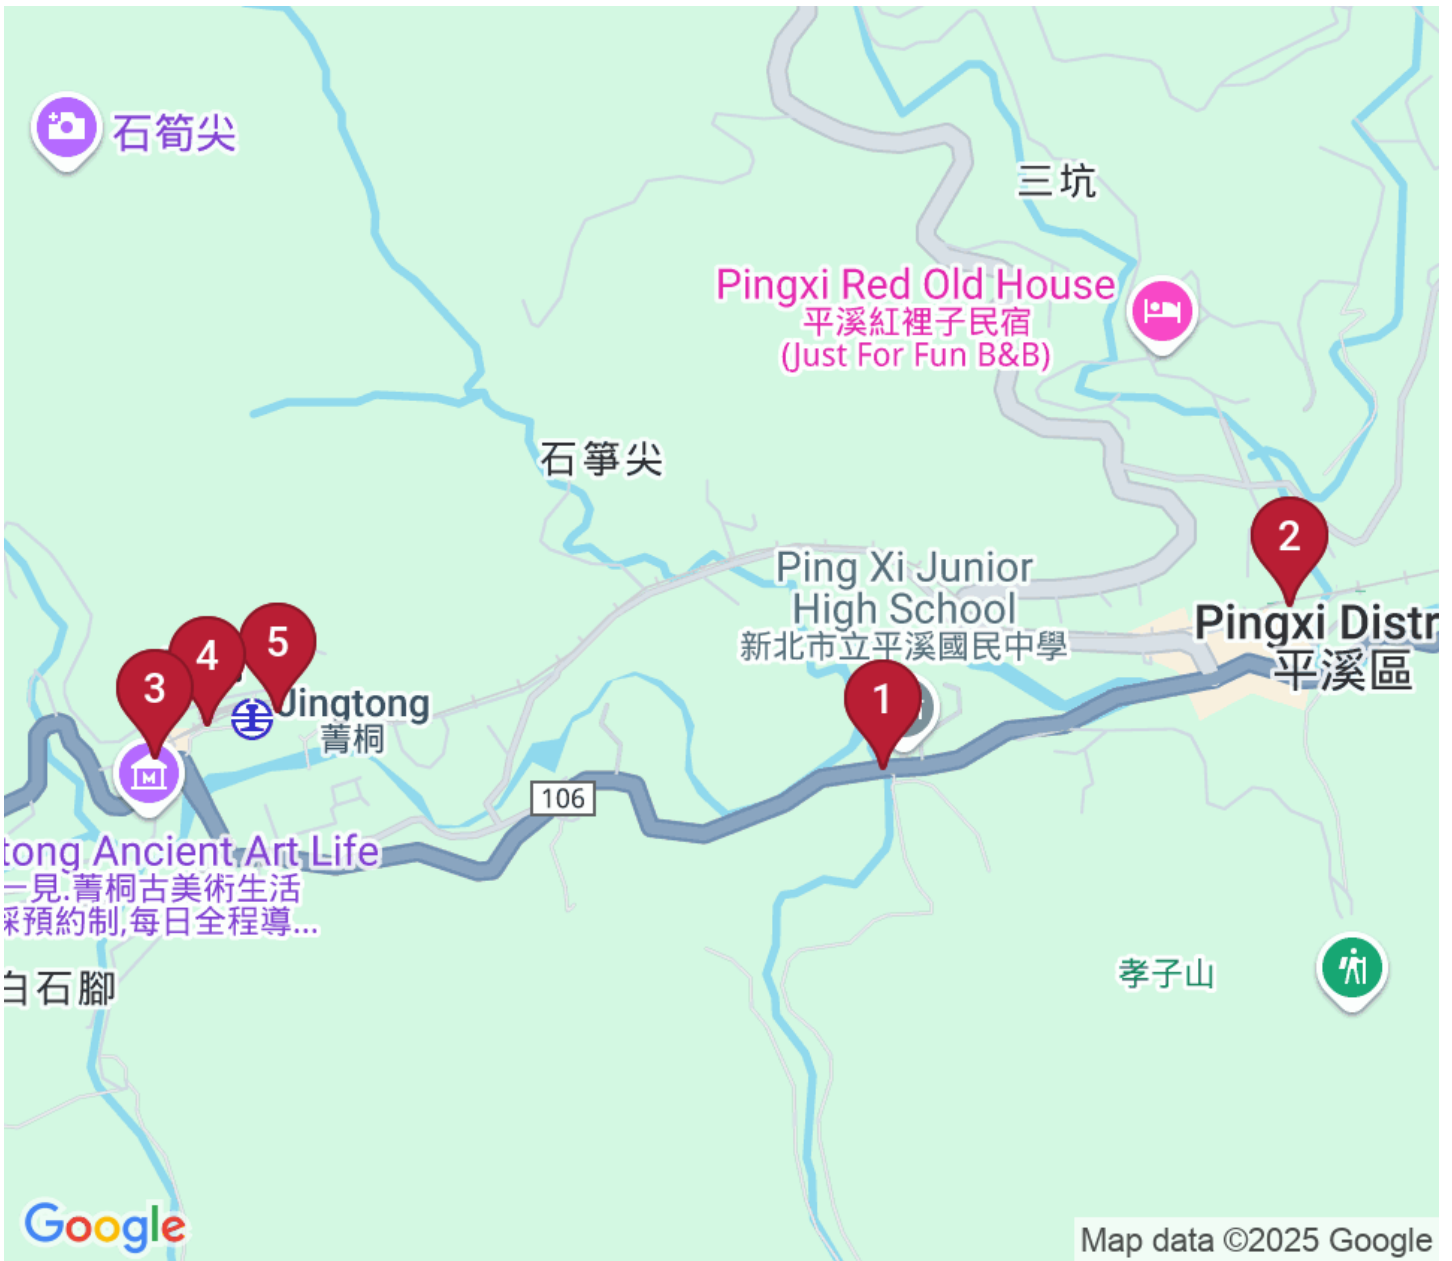 石筍尖
三坑
Pingxi Red Old House
平溪紅裡子民宿
(Just For Fun B&B)
石筆尖
2
Ping Xi Junior
High School
新北市立平溪國民中學
Pingxi Distr
平溪區
5
4
3
1
Jingtong
菁桐
106
tong Ancient Art Life
一見.菁桐古美術生活
採預約制,每日全程導...
白石腳
孝子山
Google
Map data ©2025 Google